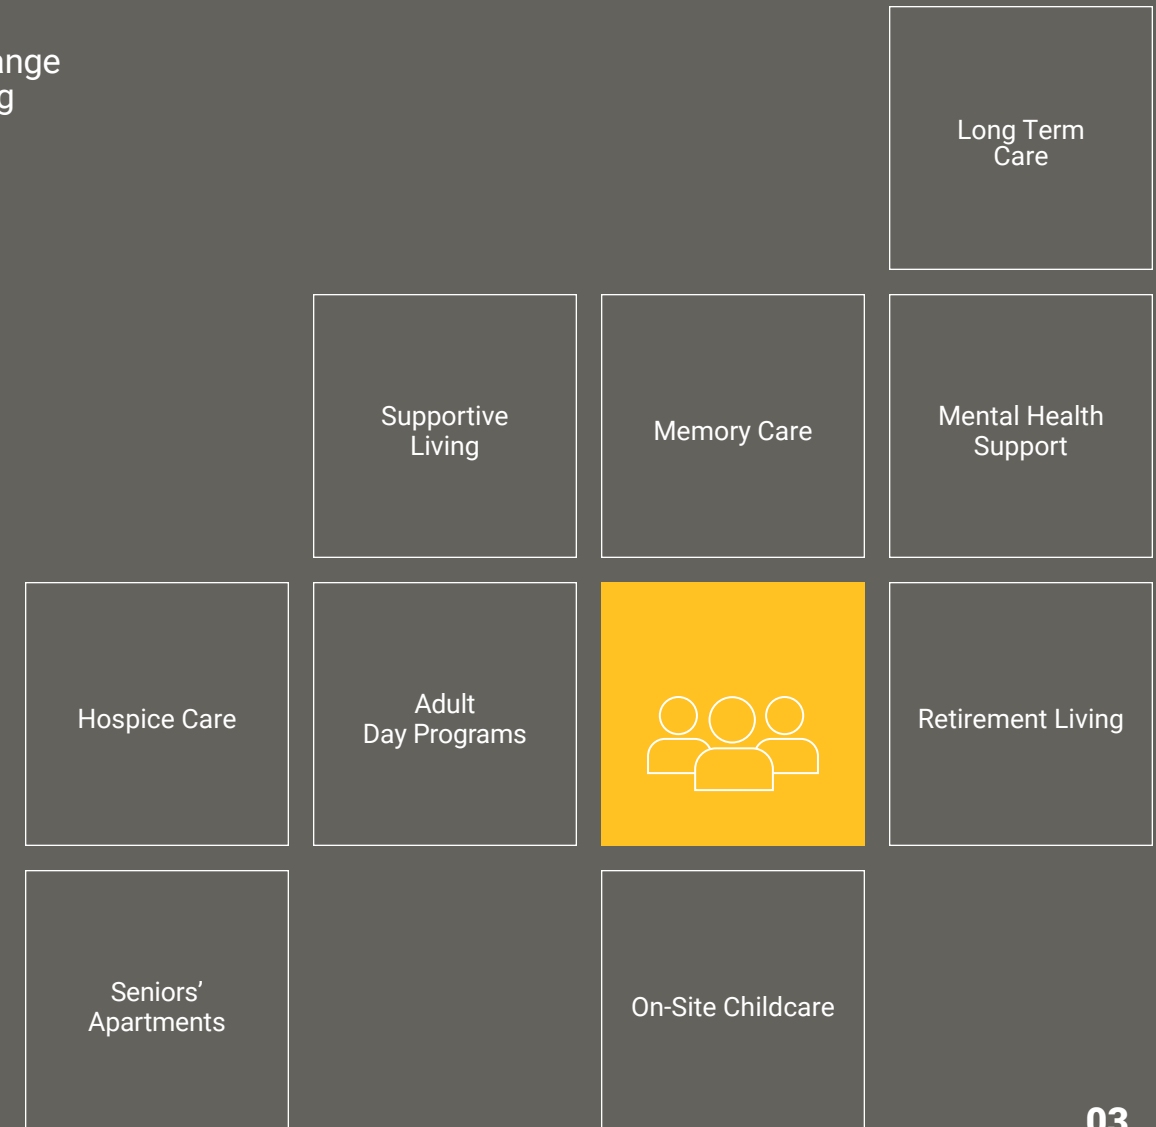 Long Term
Care
Supportive
Living
Memory Care
Mental Health
Support
Hospice Care
Adult
Day Programs
Retirement Living
Seniors’
Apartments
On-Site Childcare
03